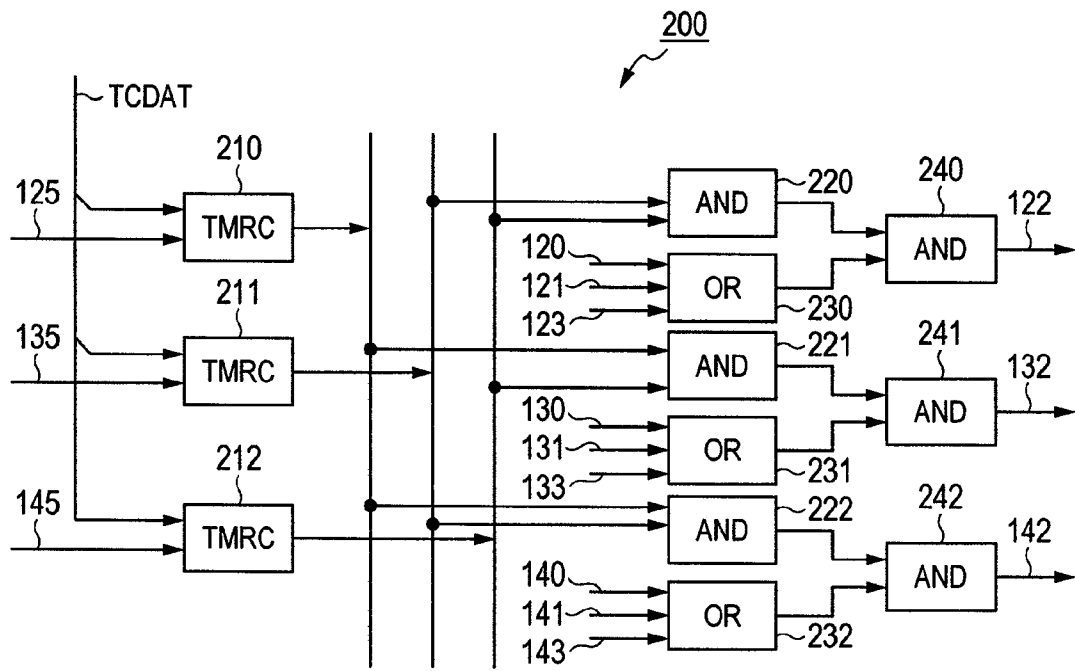 200
TCDAT
210
125
TMRC
211
135
TMRC
212
145
TMRC
AND
220
120
121
123
OR
230
240
AND
122
AND
221
130
131
133
OR
231
241
AND
132
AND
222
140
141
143
OR
232
242
AND
142